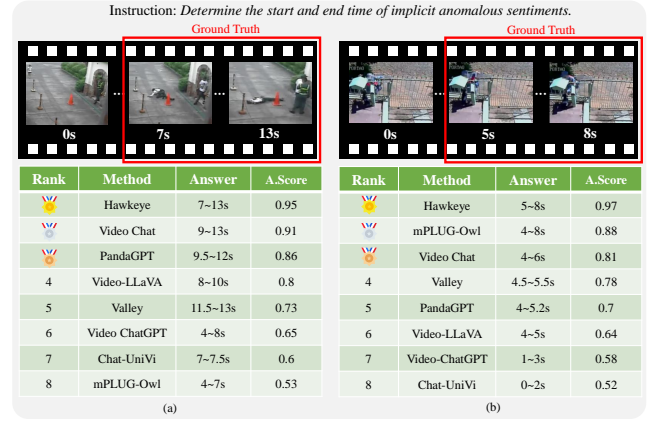 Instruction: Determine the start and end time of implicit anomalous sentiments.
Ground Truth
0s ... 7s ... 13s
Rank Method Answer A.Score
Hawkeye 7~13s 0.95
Video Chat 9~13s 0.91
PandaGPT 9.5~12s 0.86
4 Video-LLaVA 8~10s 0.8
5 Valley 11.5~13s 0.73
6 Video ChatGPT 4~8s 0.65
7 Chat-UniVi 7~7.5s 0.6
8 mPLUG-Owl 4~7s 0.53
(a)
Ground Truth
0s ... 5s ... 8s
Rank Method Answer A.Score
Hawkeye 5~8s 0.97
mPLUG-Owl 4~8s 0.88
Video Chat 4~6s 0.81
4 Valley 4.5~5.5s 0.78
5 PandaGPT 4~5.2s 0.7
6 Video-LLaVA 4~5s 0.64
7 Video-ChatGPT 1~3s 0.58
8 Chat-UniVi 0~2s 0.52
(b)